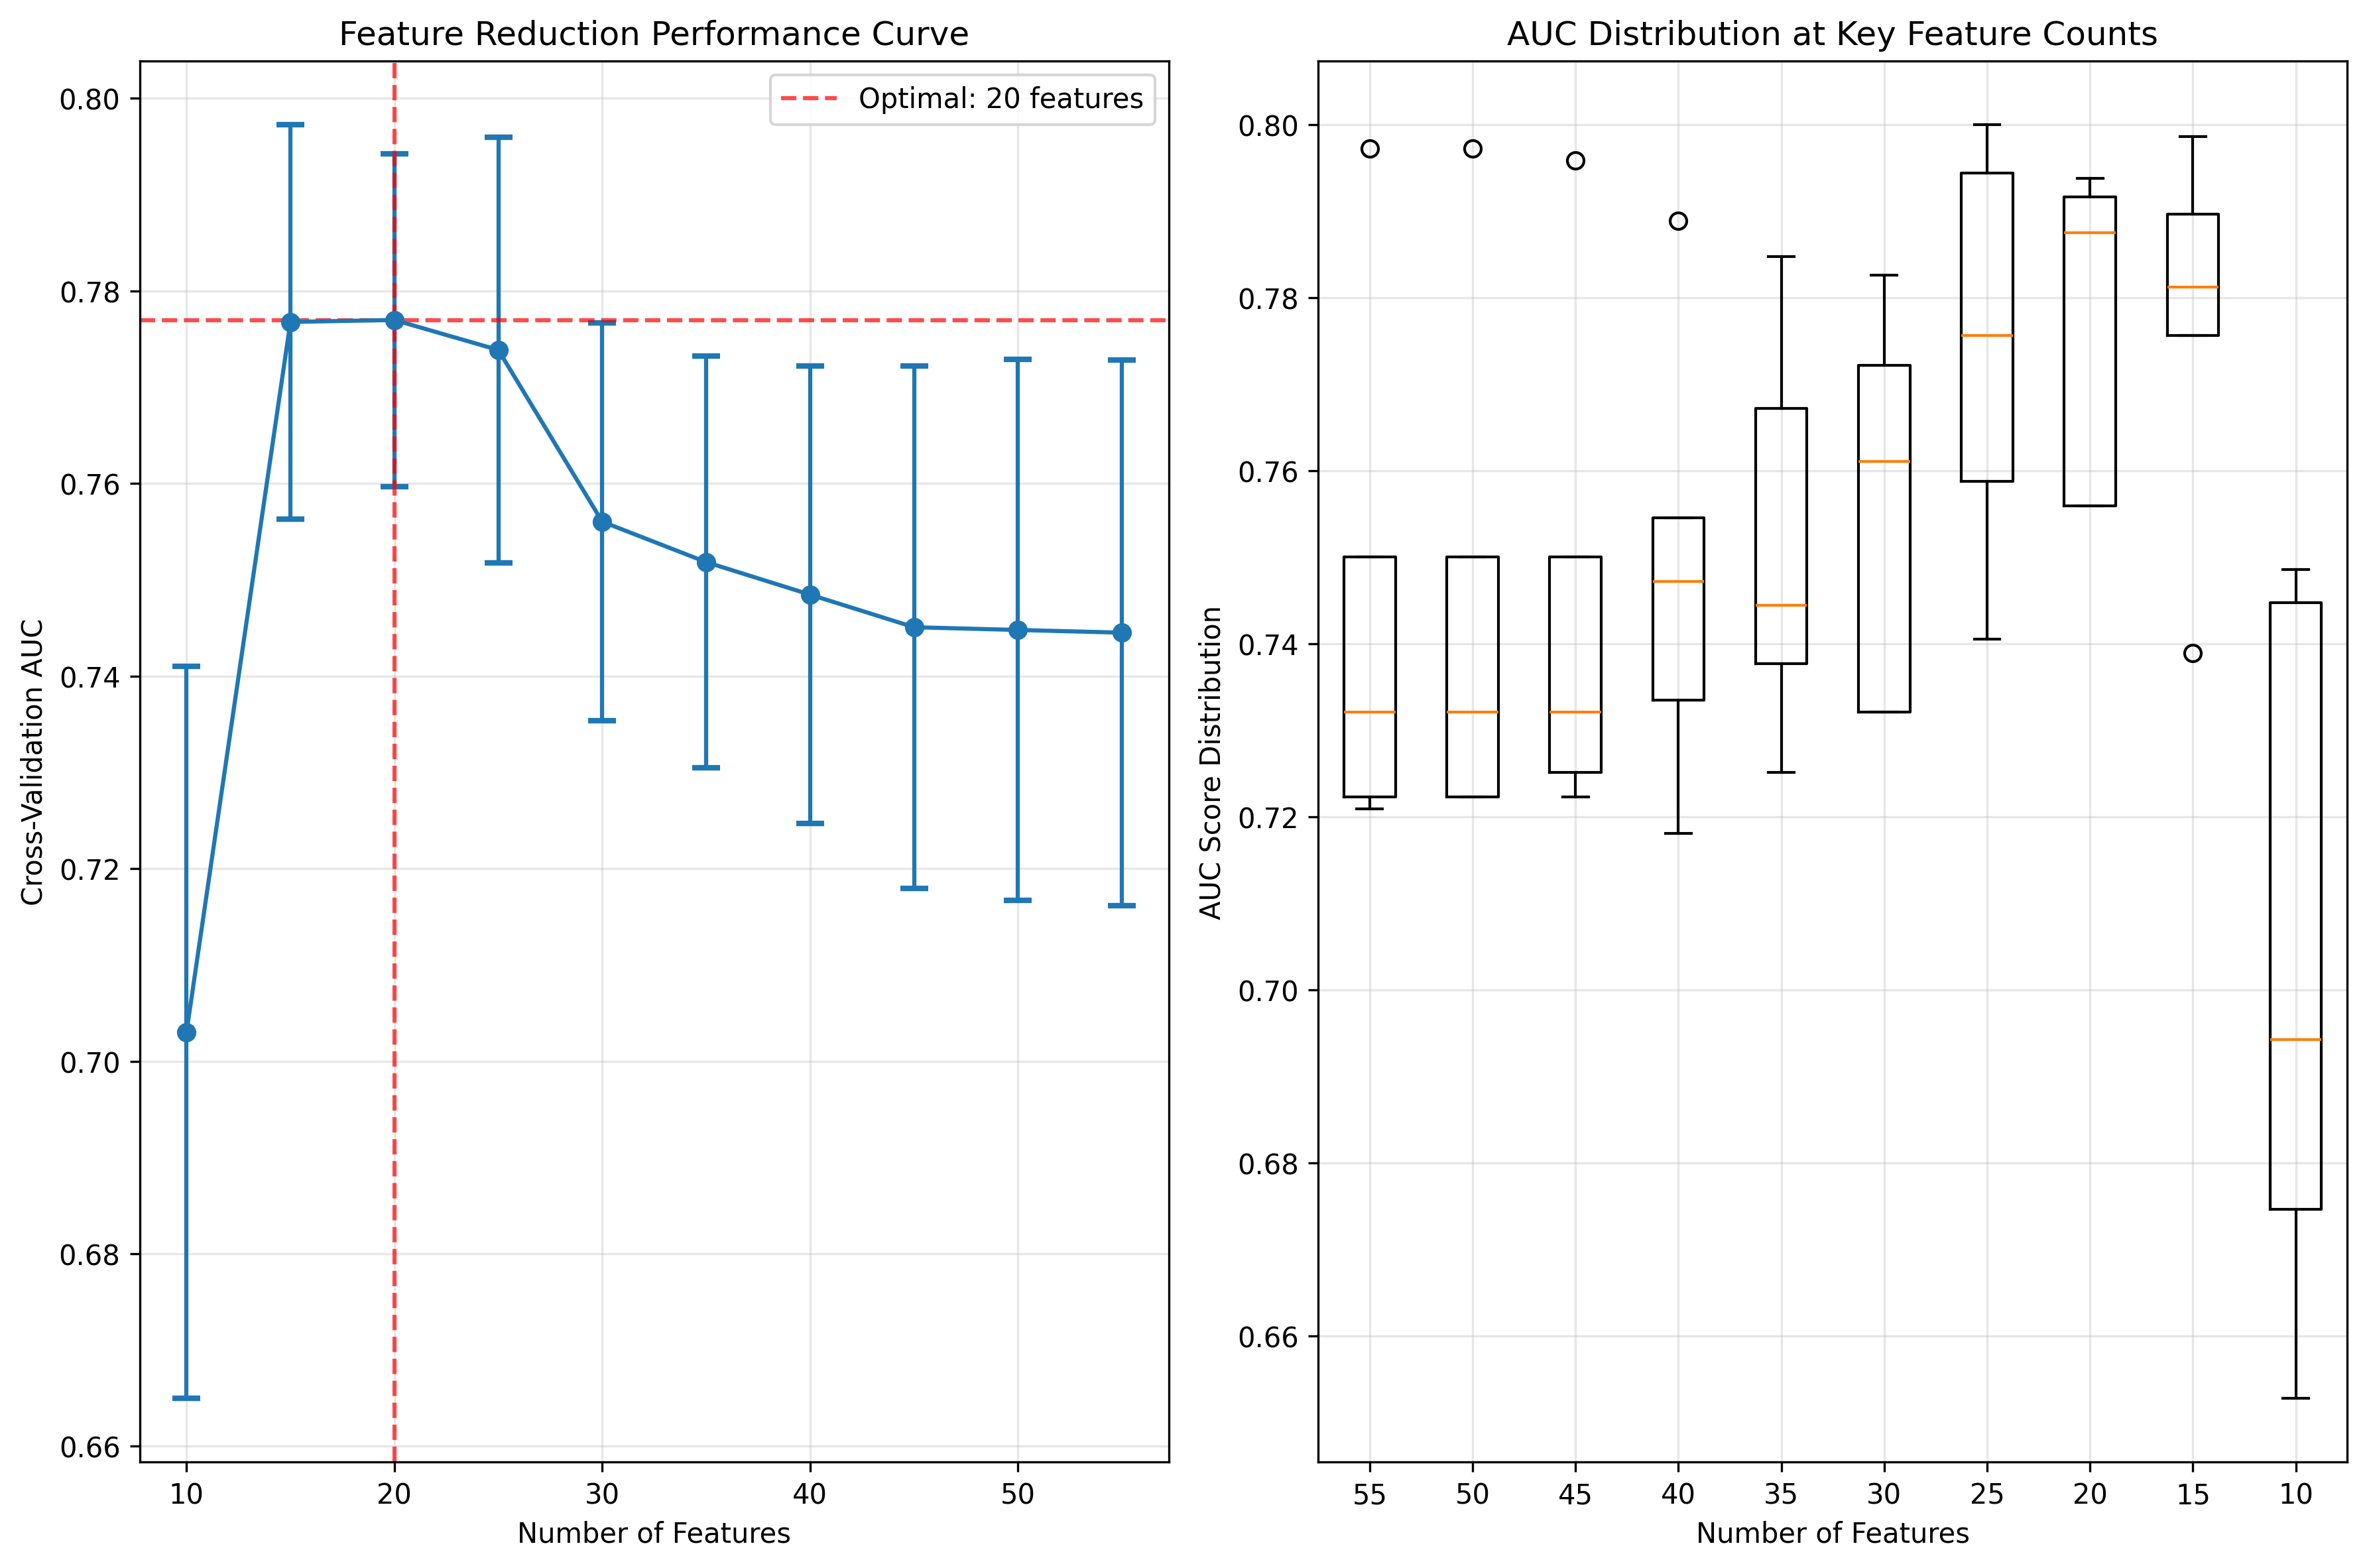 Feature Reduction Performance Curve
Optimal: 20 features
0.80
0.78
0.76
0.74
0.72
0.70
0.68
0.66
Cross-Validation AUC
10 20 30 40 50
Number of Features
AUC Distribution at Key Feature Counts
0.80
0.78
0.76
0.74
0.72
0.70
0.68
0.66
AUC Score Distribution
55 50 45 40 35 30 25 20 15 10
Number of Features